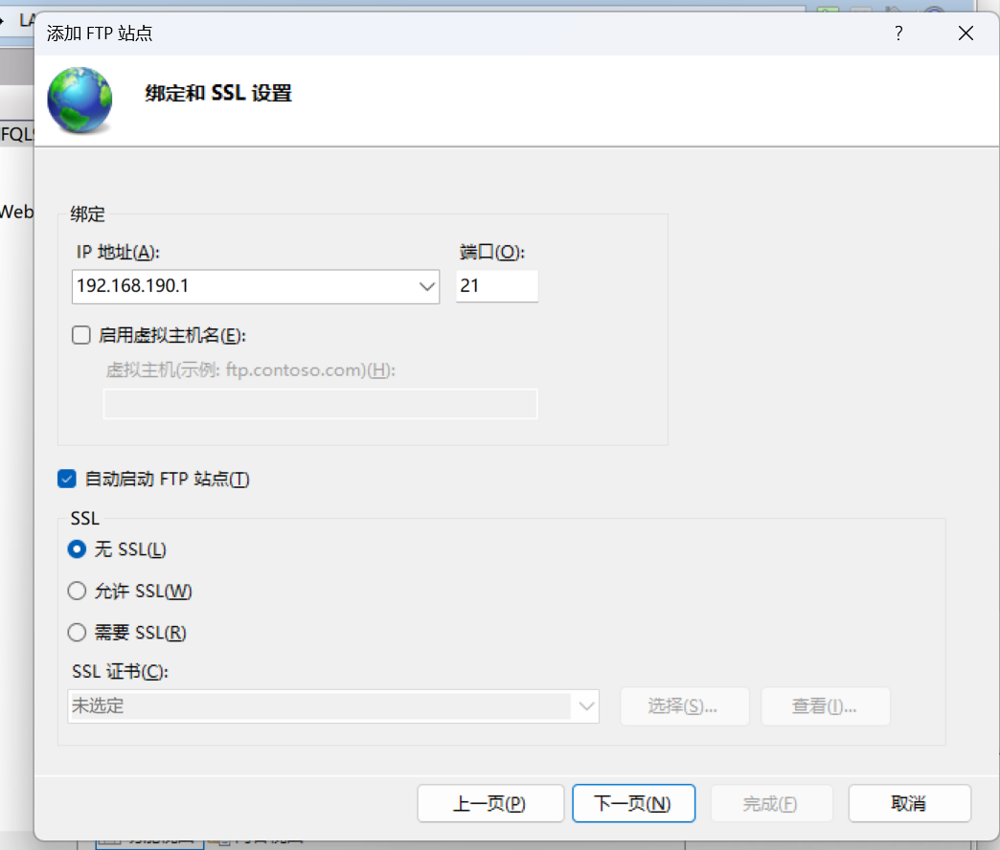 LA
添加 FTP 站点
?
绑定和 SSL 设置
FQL
Web
绑定
IP 地址(A):
端口(O):
192.168.190.1
21
启用虚拟主机名(E):
虚拟主机(示例: ftp.contoso.com)(H):
自动启动 FTP 站点(T)
SSL
无 SSL(L)
允许 SSL(W)
需要 SSL(R)
SSL 证书(C):
未选定
选择(S)...
查看(I)...
上一页(P)
下一页(N)
完成(F)
取消